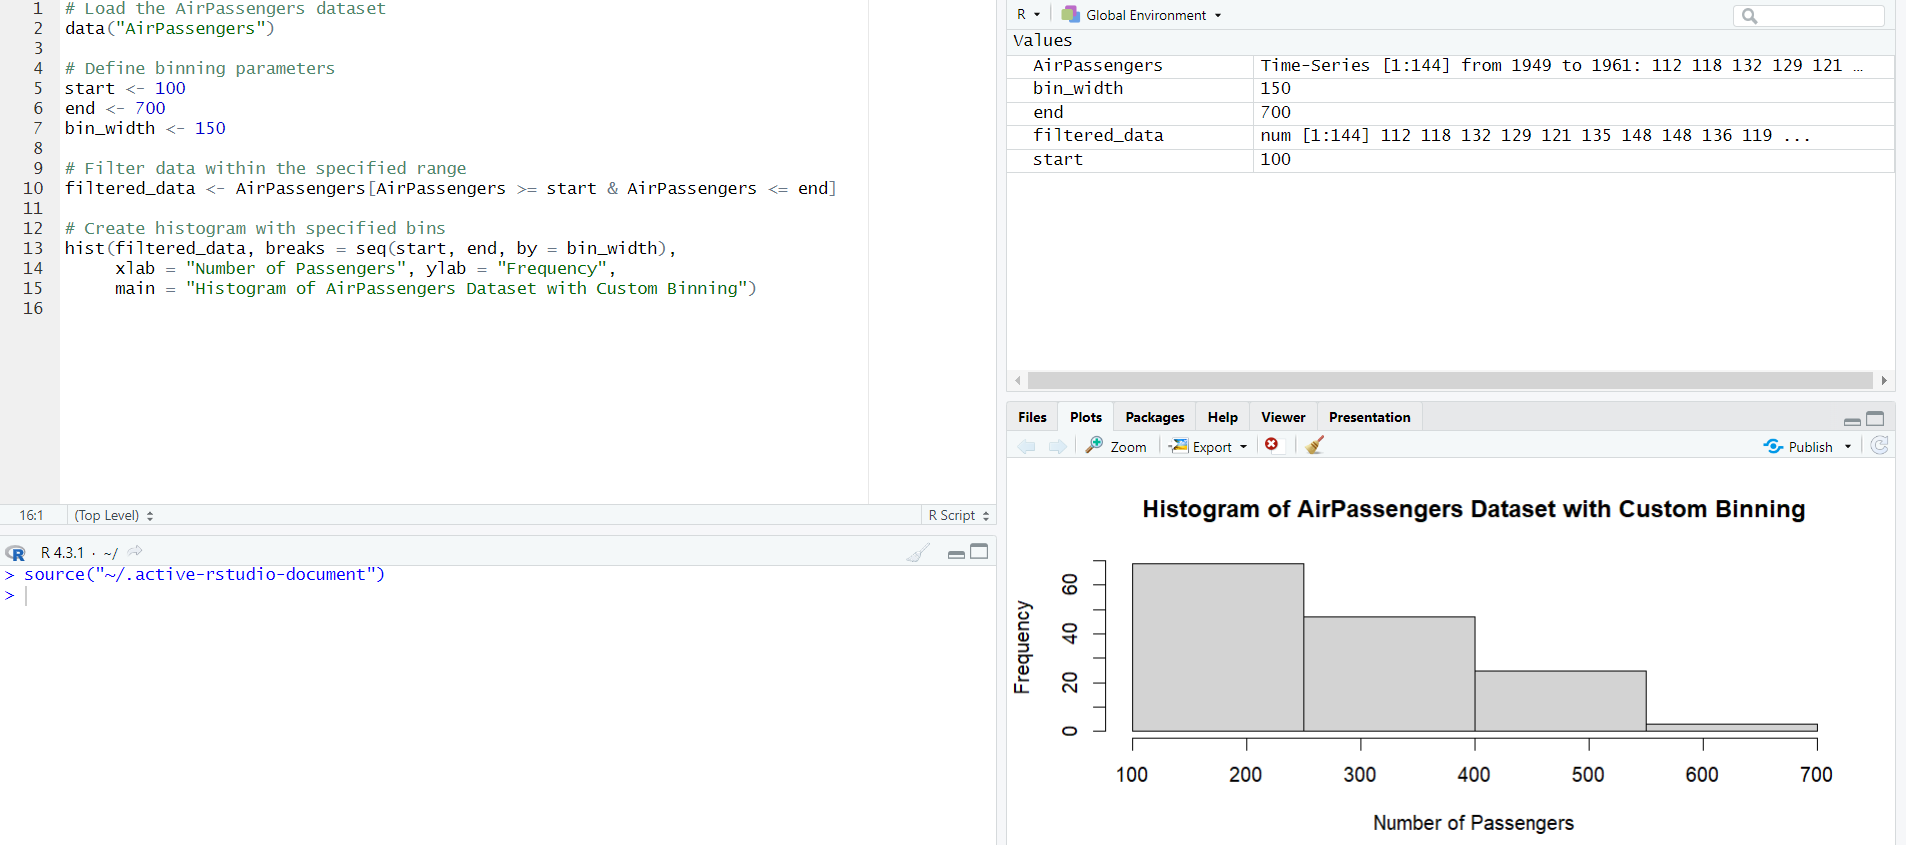 1 # Load the AirPassengers dataset
2 data("AirPassengers")
3
4 # Define binning parameters
5 start <- 100
6 end <- 700
7 bin_width <- 150
8
9 # Filter data within the specified range
10 filtered_data <- AirPassengers[AirPassengers >= start & AirPassengers <= end]
11
12 # Create histogram with specified bins
13 hist(filtered_data, breaks = seq(start, end, by = bin_width),
14 xlab = "Number of Passengers", ylab = "Frequency",
15 main = "Histogram of AirPassengers Dataset with Custom Binning")
16
16:1 (Top Level) R Script
R R 4.3.1 · ~/
> source("~/.active-rstudio-document")
>
R Global Environment
Values
AirPassengers Time-Series [1:144] from 1949 to 1961: 112 118 132 129 121 …
bin_width 150
end 700
filtered_data num [1:144] 112 118 132 129 121 135 148 148 136 119 ...
start 100
Files Plots Packages Help Viewer Presentation
Zoom Export Publish
Histogram of AirPassengers Dataset with Custom Binning
Frequency
60
40
20
0
100 200 300 400 500 600 700
Number of Passengers